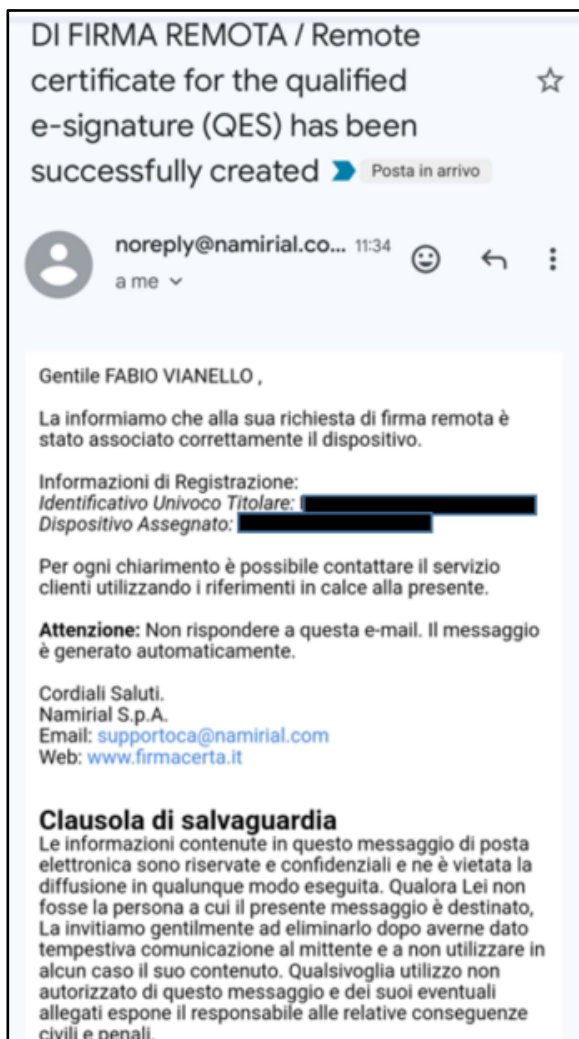 DI FIRMA REMOTA / Remote
certificate for the qualified
e-signature (QES) has been
successfully created Posta in arrivo
noreply@namirial.co... 11:34
a me
Gentile FABIO VIANELLO ,
La informiamo che alla sua richiesta di firma remota è
stato associato correttamente il dispositivo.
Informazioni di Registrazione:
Identificativo Univoco Titolare:
Dispositivo Assegnato:
Per ogni chiarimento è possibile contattare il servizio
clienti utilizzando i riferimenti in calce alla presente.
Attenzione: Non rispondere a questa e-mail. Il messaggio
è generato automaticamente.
Cordiali Saluti.
Namirial S.p.A.
Email: supportoca@namirial.com
Web: www.firmacerta.it
Clausola di salvaguardia
Le informazioni contenute in questo messaggio di posta
elettronica sono riservate e confidenziali e ne è vietata la
diffusione in qualunque modo eseguita. Qualora Lei non
fosse la persona a cui il presente messaggio è destinato,
La invitiamo gentilmente ad eliminarlo dopo averne dato
tempestiva comunicazione al mittente e a non utilizzare in
alcun caso il suo contenuto. Qualsivoglia utilizzo non
autorizzato di questo messaggio e dei suoi eventuali
allegati espone il responsabile alle relative conseguenze
civili e penali.